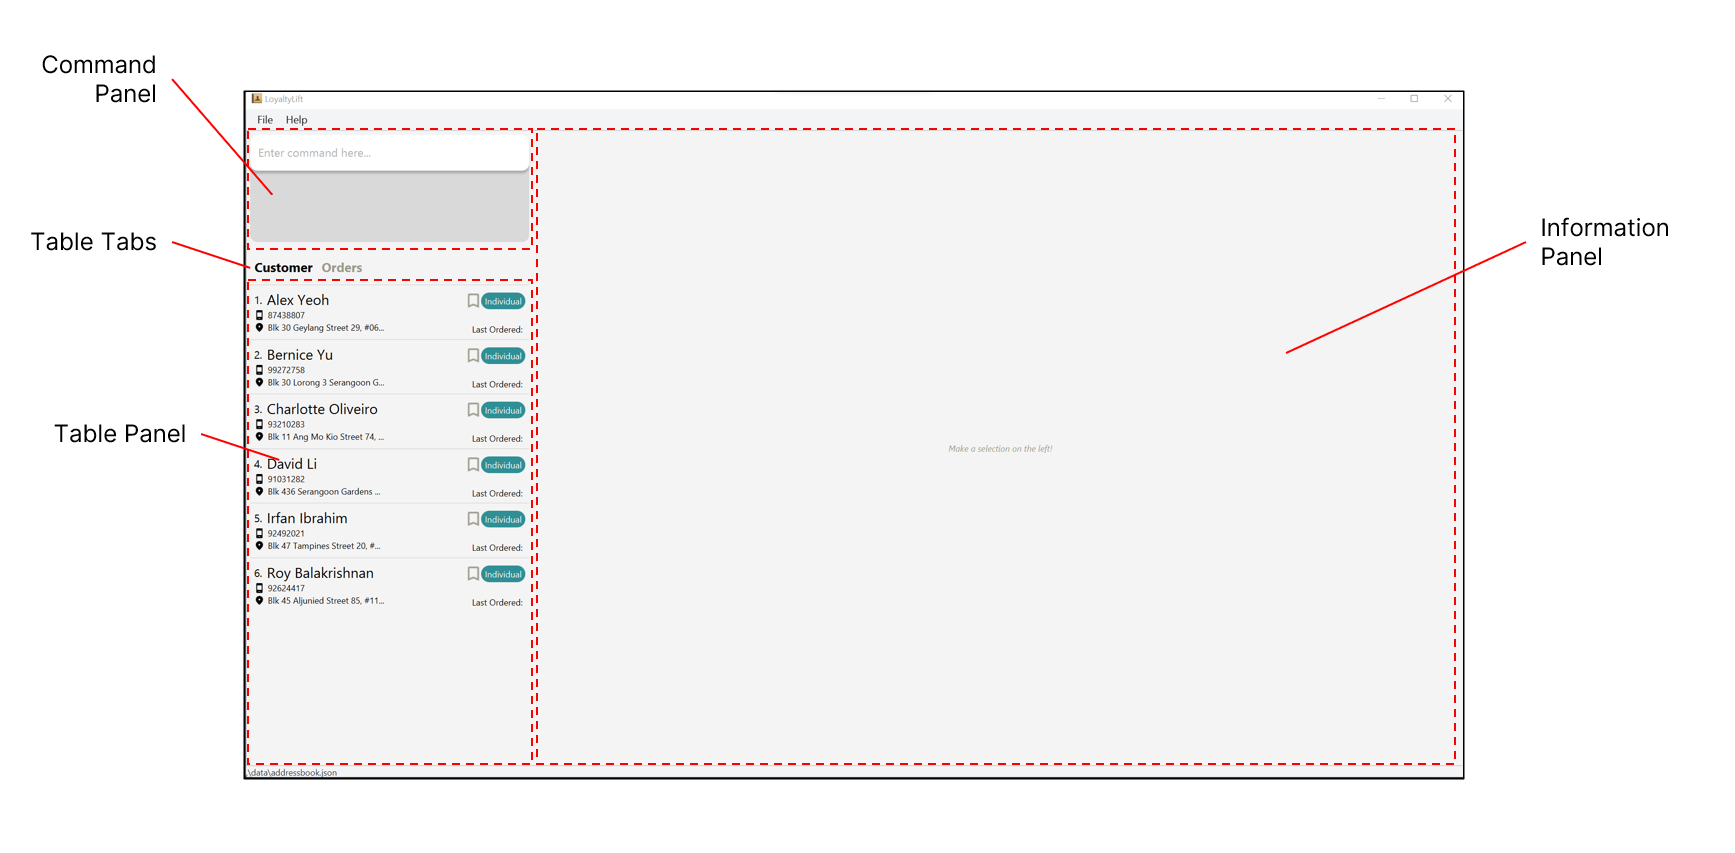 Command
Panel
LoyaltyLift
File Help
Enter command here...
Table Tabs
Information
Panel
Customer Orders
1. Alex Yeoh Individual
87438807
Blk 30 Geylang Street 29, #06... Last Ordered:
2. Bernice Yu Individual
99272758
Blk 30 Lorong 3 Serangoon G... Last Ordered:
3. Charlotte Oliveiro Individual
93210283
Blk 11 Ang Mo Kio Street 74, ... Last Ordered:
Table Panel
Make a selection on the left!
4. David Li Individual
91031282
Blk 436 Serangoon Gardens ... Last Ordered:
5. Irfan Ibrahim Individual
92492021
Blk 47 Tampines Street 20, #... Last Ordered:
6. Roy Balakrishnan Individual
92624417
Blk 45 Aljunied Street 85, #11... Last Ordered:
.\data\addressbook.json